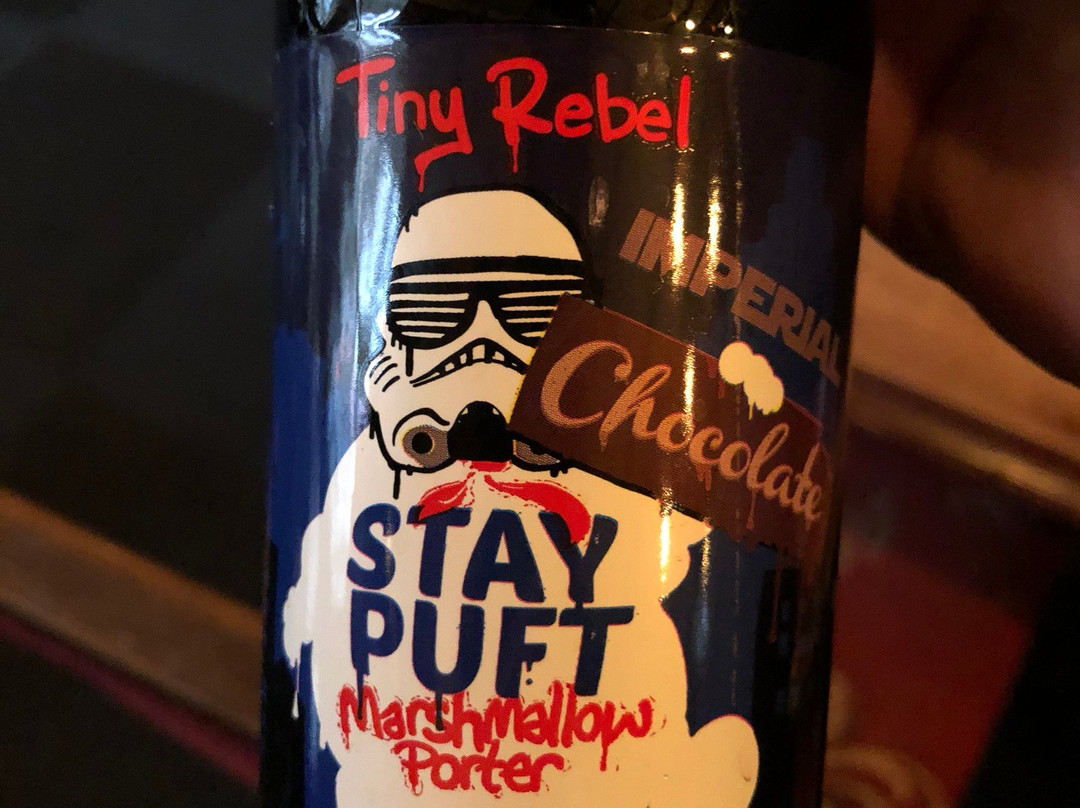 Tiny Rebel
IMPERIAL
Chocolate
STAY
PUFT
Marshmallow
Porter